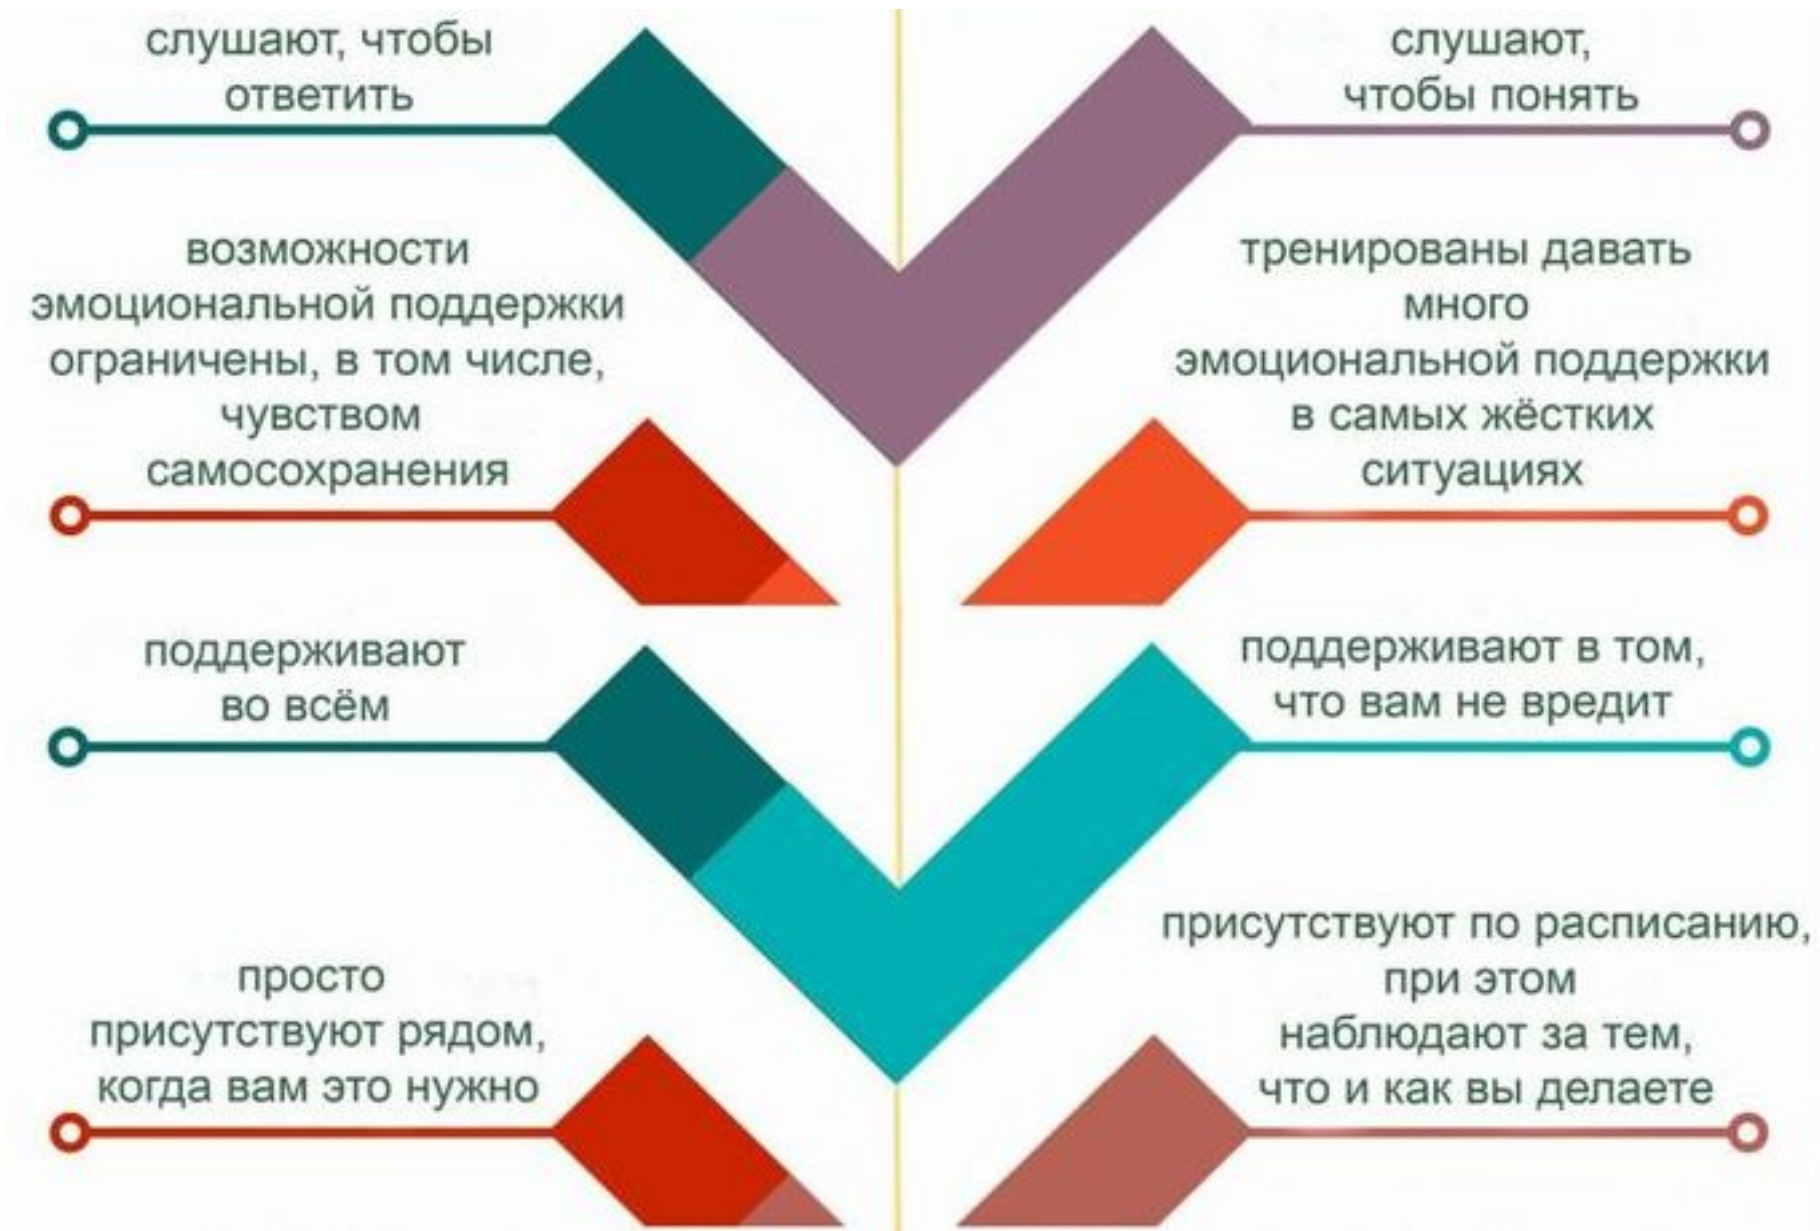 слушают, чтобы
ответить
слушают,
чтобы понять
возможности
эмоциональной поддержки
ограничены, в том числе,
чувством
самосохранения
тренированы давать
много
эмоциональной поддержки
в самых жёстких
ситуациях
поддерживают
во всём
поддерживают в том,
что вам не вредит
просто
присутствуют рядом,
когда вам это нужно
присутствуют по расписанию,
при этом
наблюдают за тем,
что и как вы делаете